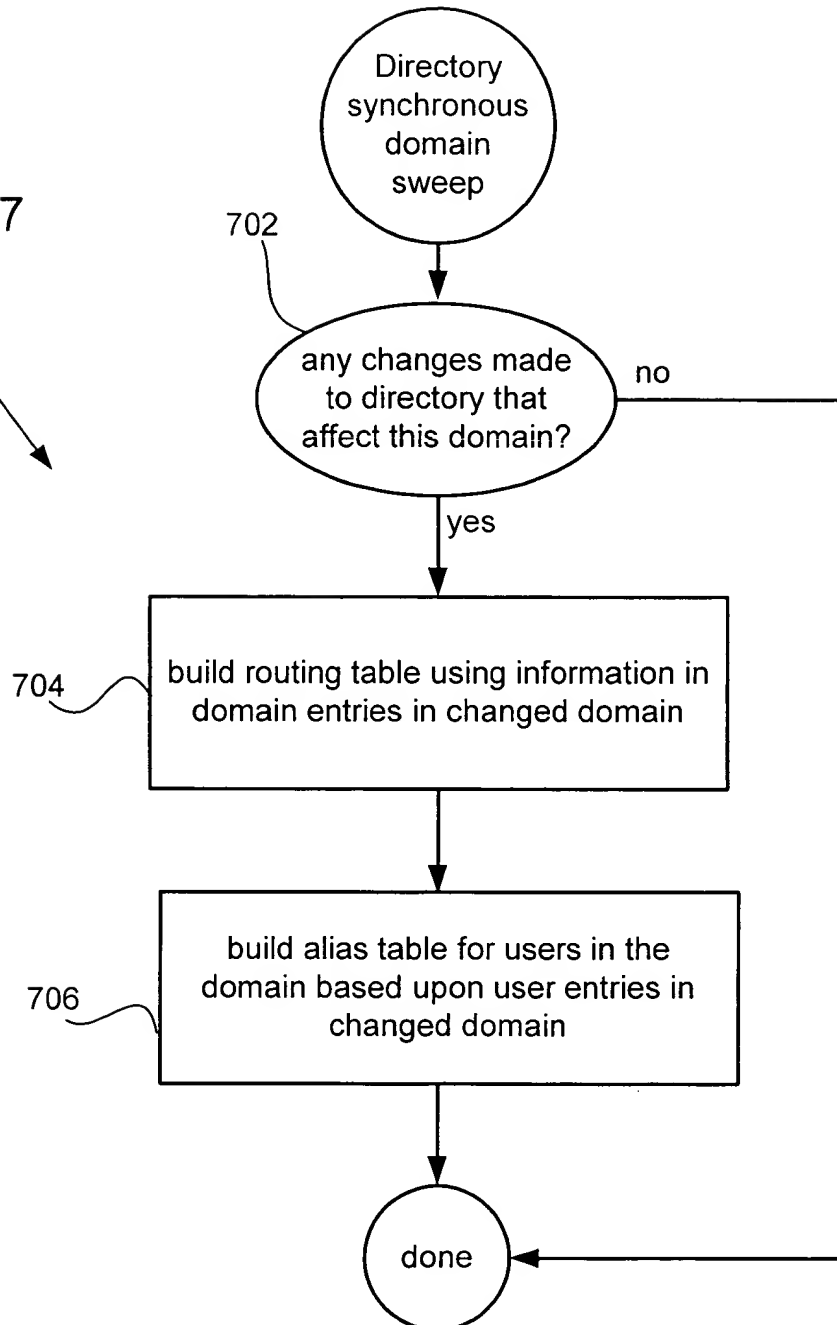 Directory
synchronous
domain
sweep
7
702
any changes made
to directory that
affect this domain?
no
yes
704
build routing table using information in
domain entries in changed domain
706
build alias table for users in the
domain based upon user entries in
changed domain
done